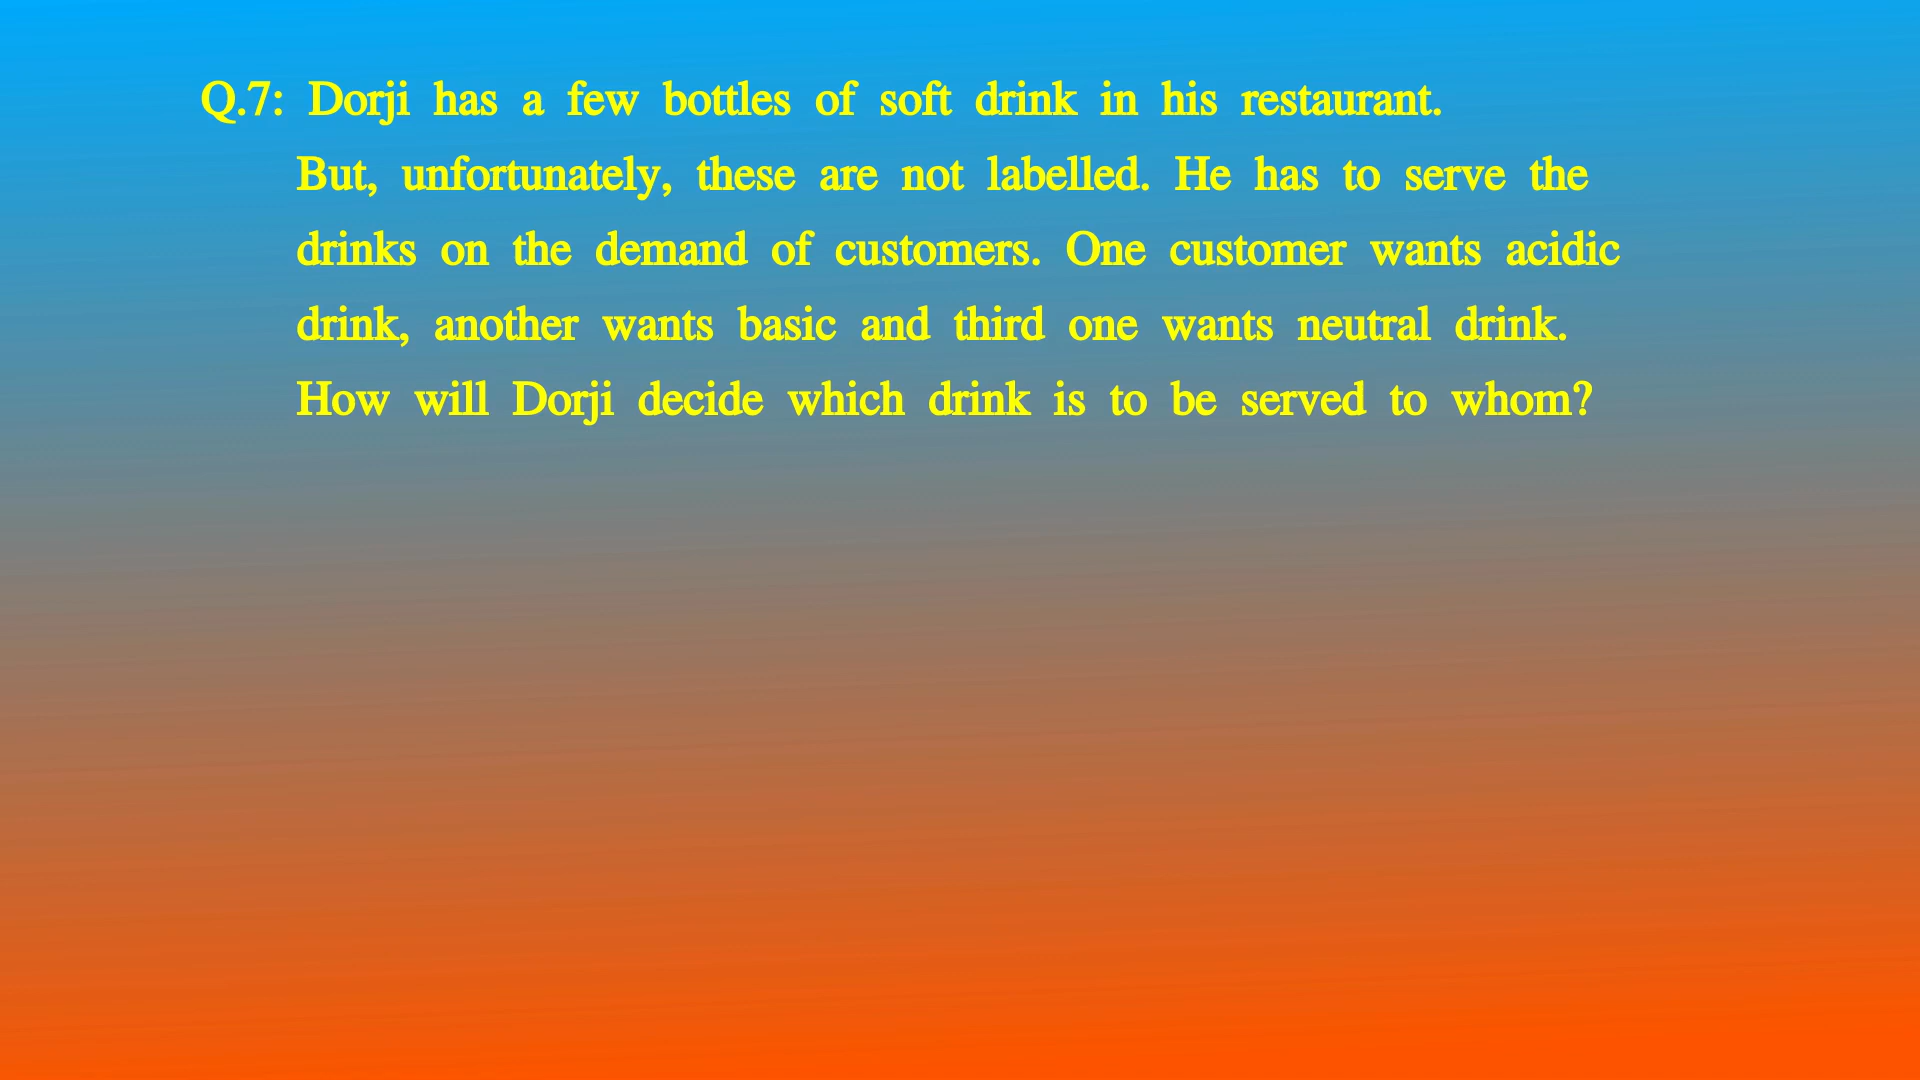 Q.7: Dorji has a few bottles of soft drink in his restaurant.
But, unfortunately, these are not labelled. He has to serve the
drinks on the demand of customers. One customer wants acidic
drink, another wants basic and third one wants neutral drink.
How will Dorji decide which drink is to be served to whom?